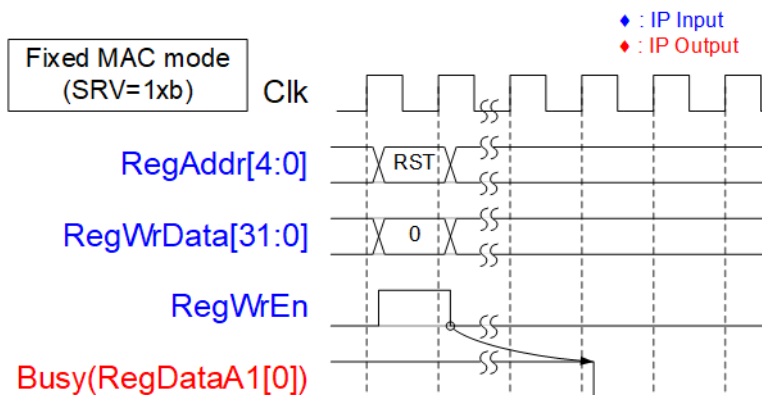 ♦ : IP Input
♦ : IP Output
Fixed MAC mode
(SRV=1xb)
Clk
RegAddr[4:0]
RST
RegWrData[31:0]
0
RegWrEn
Busy(RegDataA1[0])